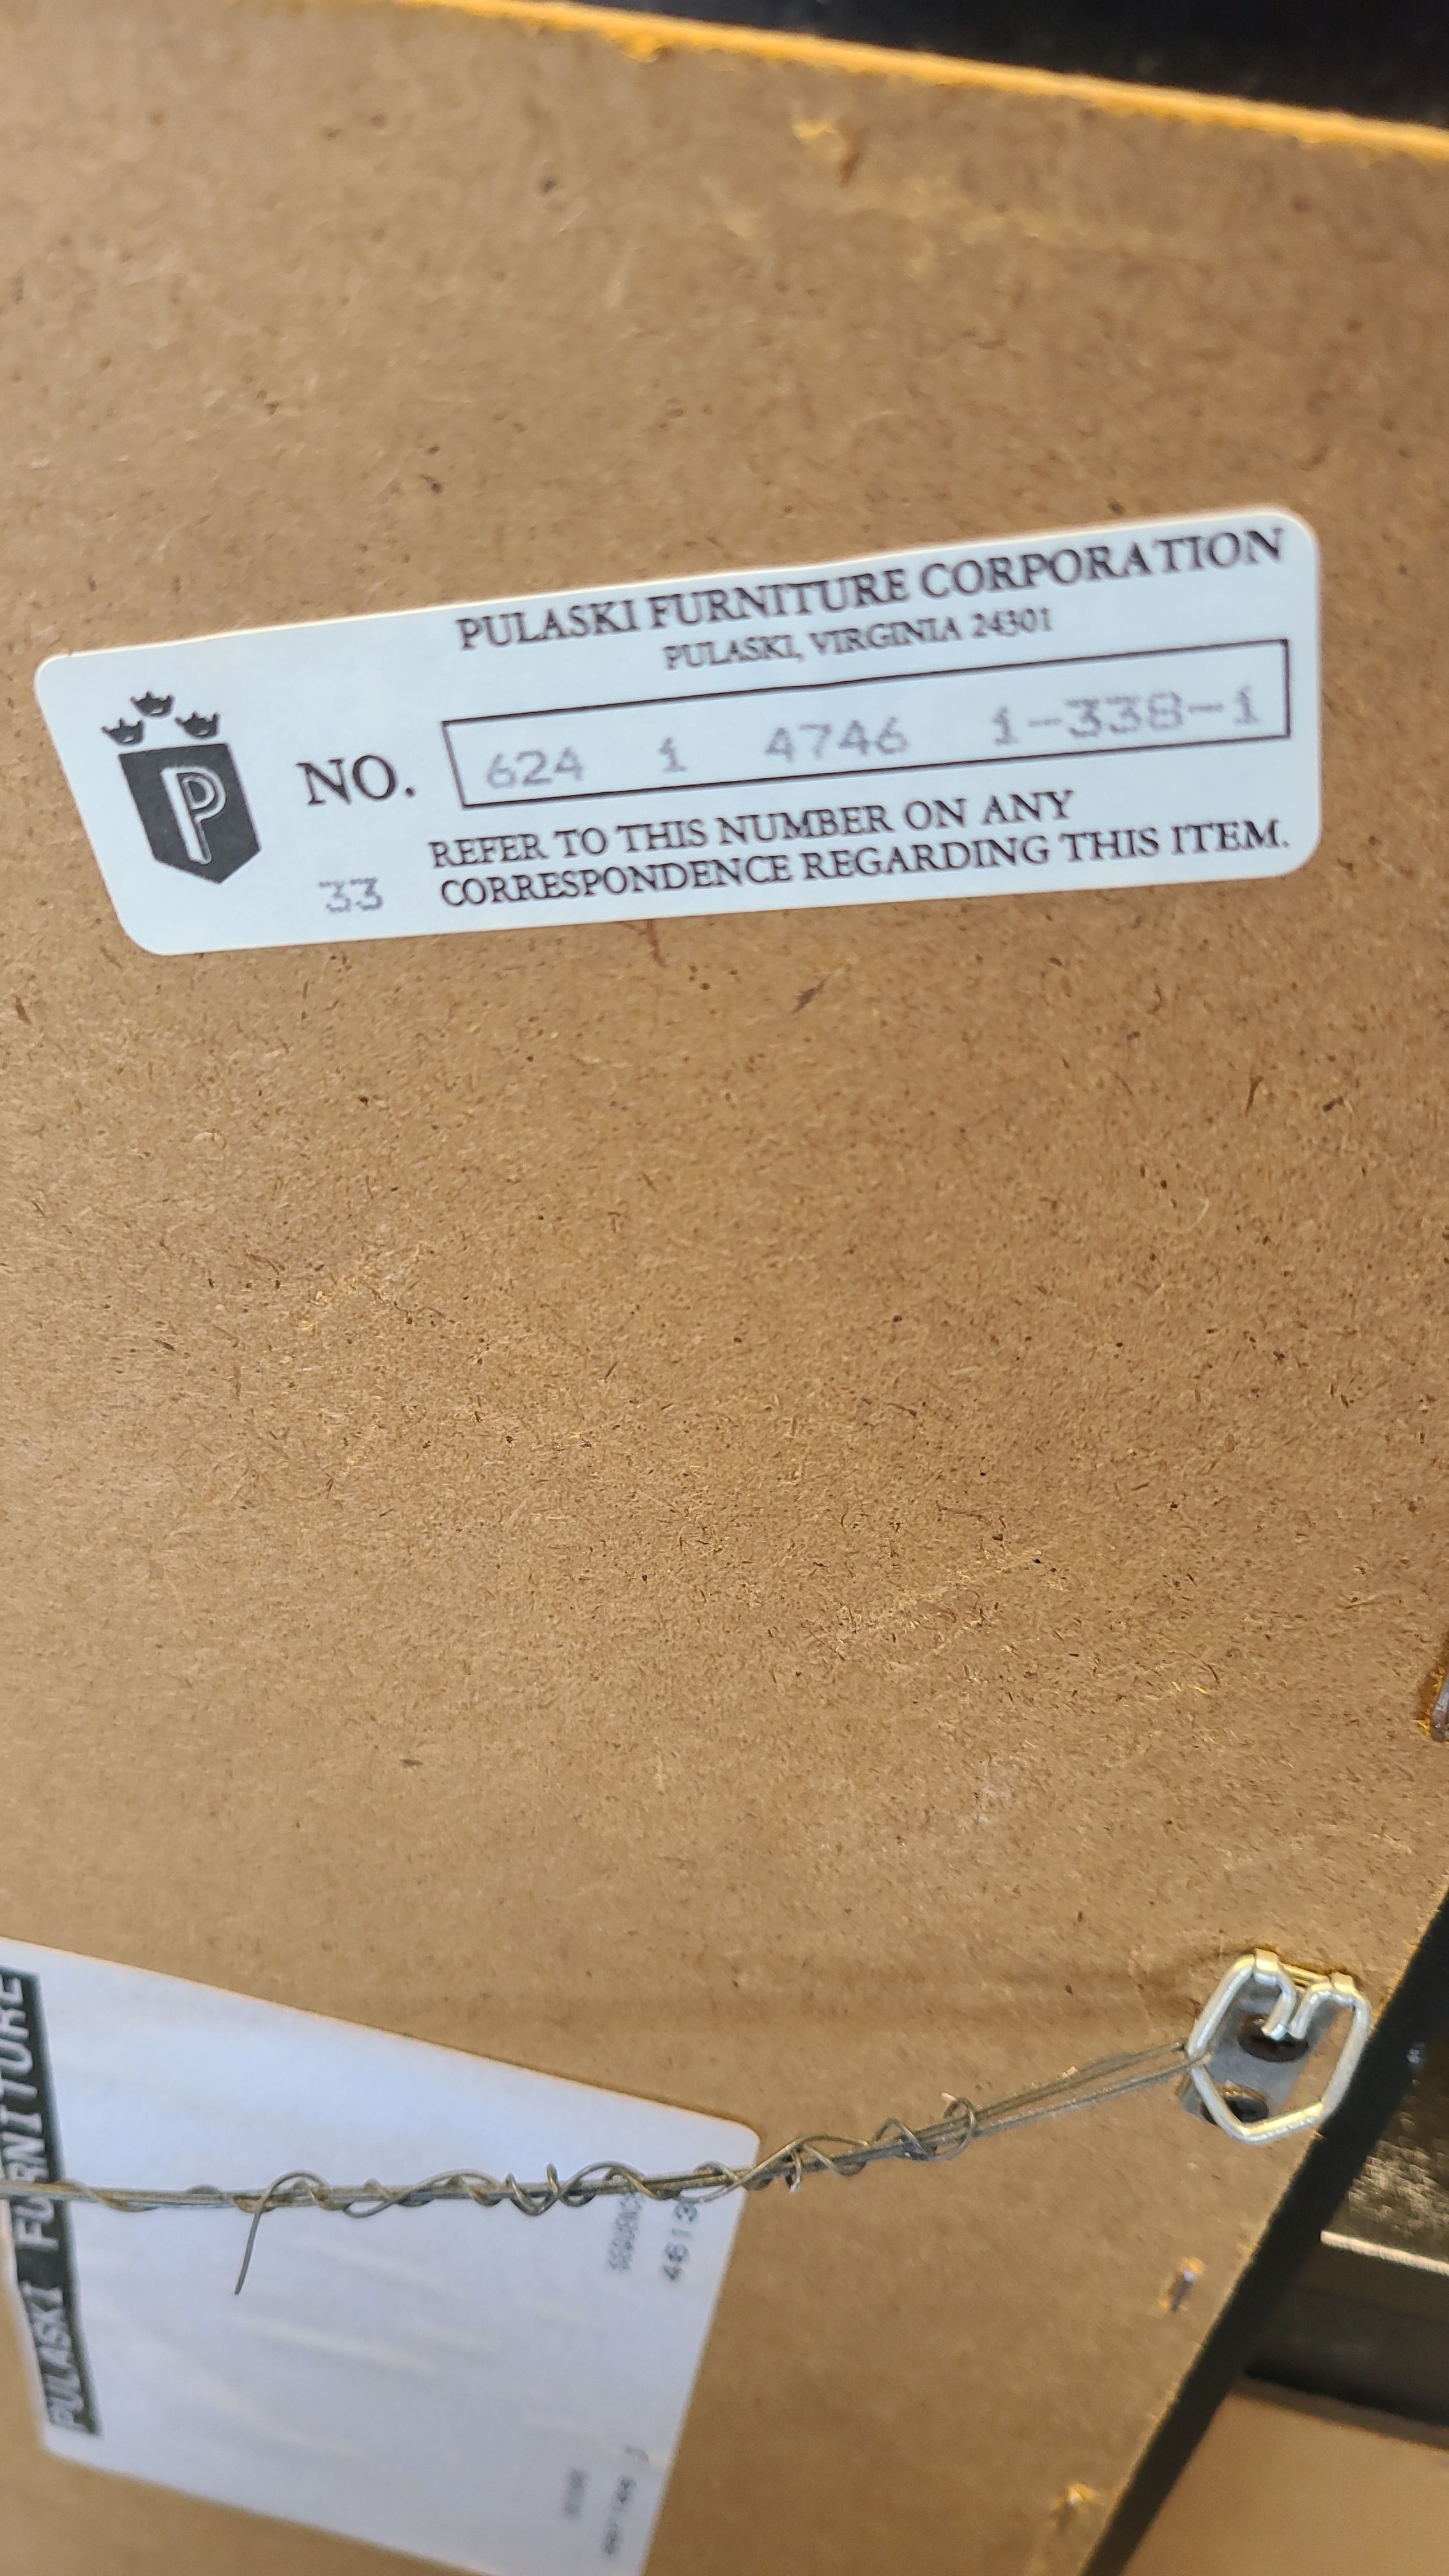 PULASKI FURNITURE CORPORATION
PULASKI, VIRGINIA 24301
P
NO. 624 1 4746 1-338-1
REFER TO THIS NUMBER ON ANY
33 CORRESPONDENCE REGARDING THIS ITEM.
PULASKI FURNITURE